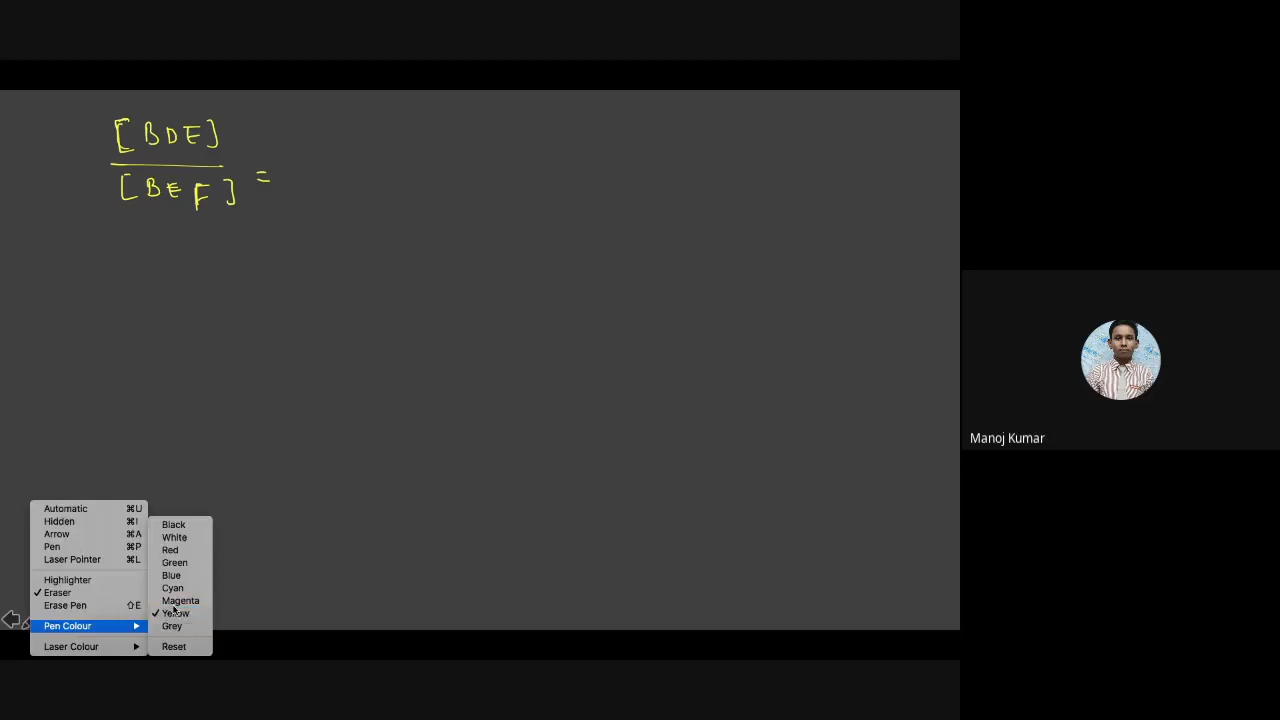 [BDE]
[BEF] =
Manoj Kumar
Automatic ⌘U
Hidden ⌘I
Arrow ⌘A
Pen ⌘P
Laser Pointer ⌘L
Highlighter
✓ Eraser
Erase Pen ⇧E
Pen Colour ▶
Laser Colour ▶
Black
White
Red
Green
Blue
Cyan
Magenta
✓ Yellow
Grey
Reset